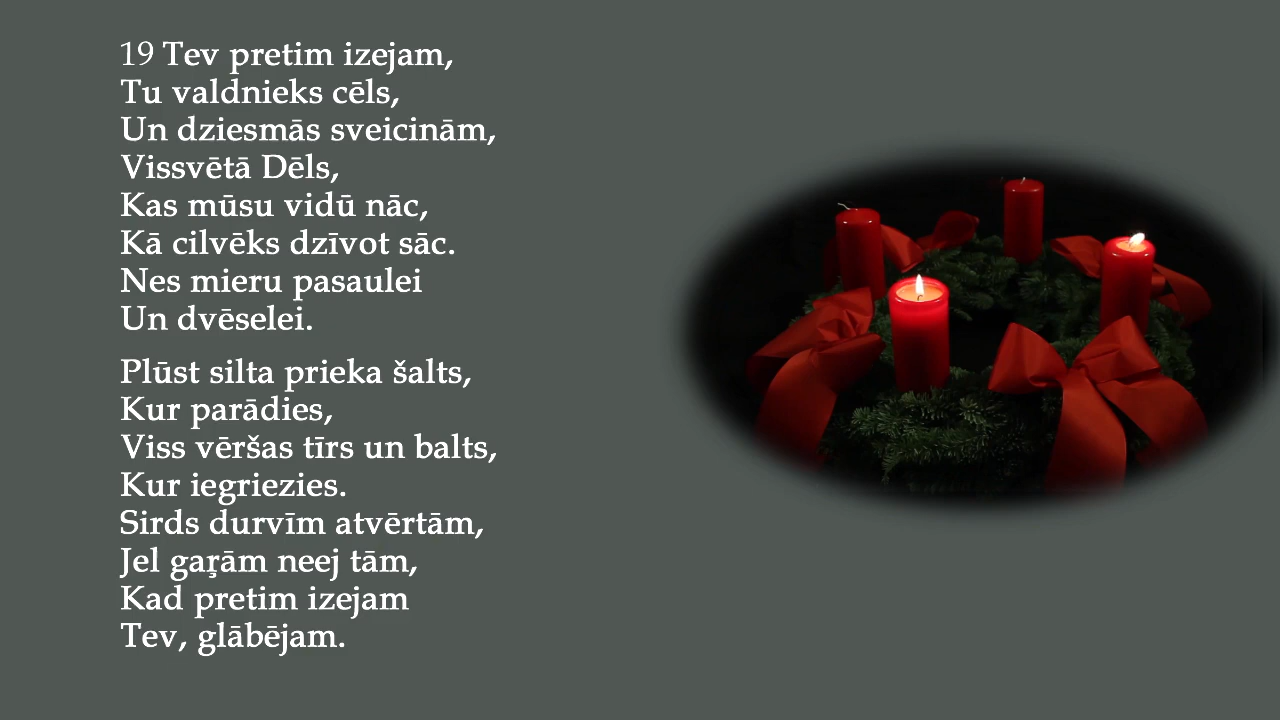 19 Tev pretim izejam,
Tu valdnieks cēls,
Un dziesmās sveicinām,
Vissvētā Dēls,
Kas mūsu vidū nāc,
Kā cilvēks dzīvot sāc.
Nes mieru pasaulei
Un dvēselei.
Plūst silta prieka šalts,
Kur parādies,
Viss vēršas tīrs un balts,
Kur iegriezies.
Sirds durvīm atvērtām,
Jel gaŗām neej tām,
Kad pretim izejam
Tev, glābējam.